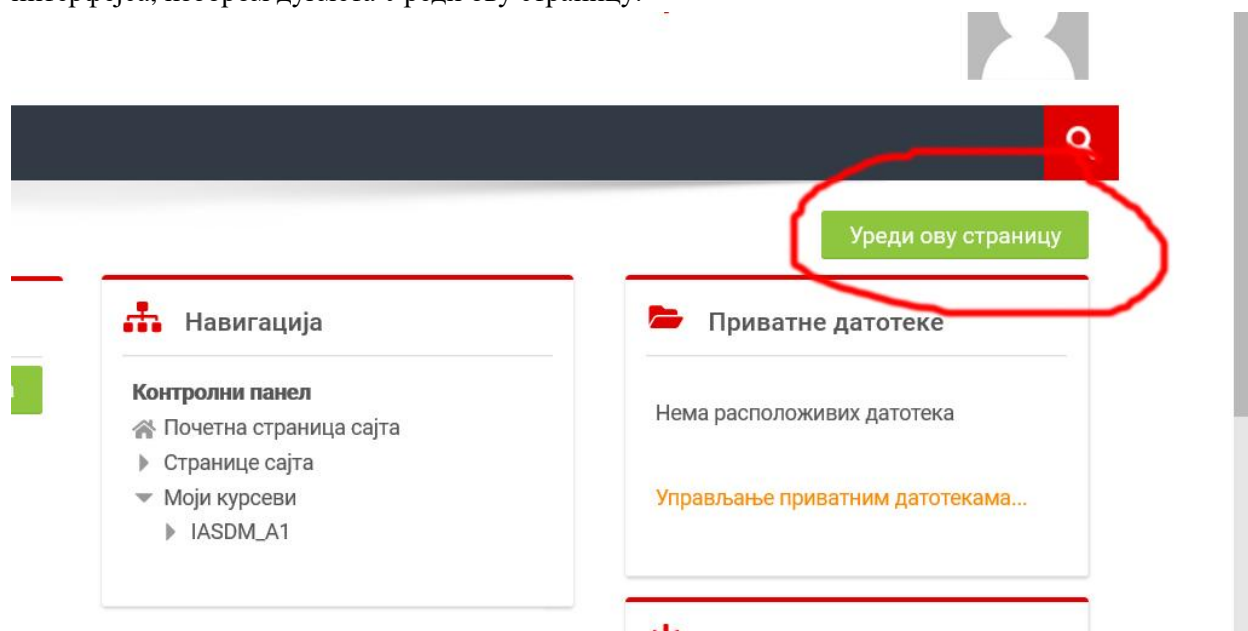 Уреди ову страницу
Навигација
Контролни панел
Почетна страница сајта
Странице сајта
Моји курсеви
IASDM_A1
Приватне датотеке
Нема расположивих датотека
Управљање приватним датотекама...